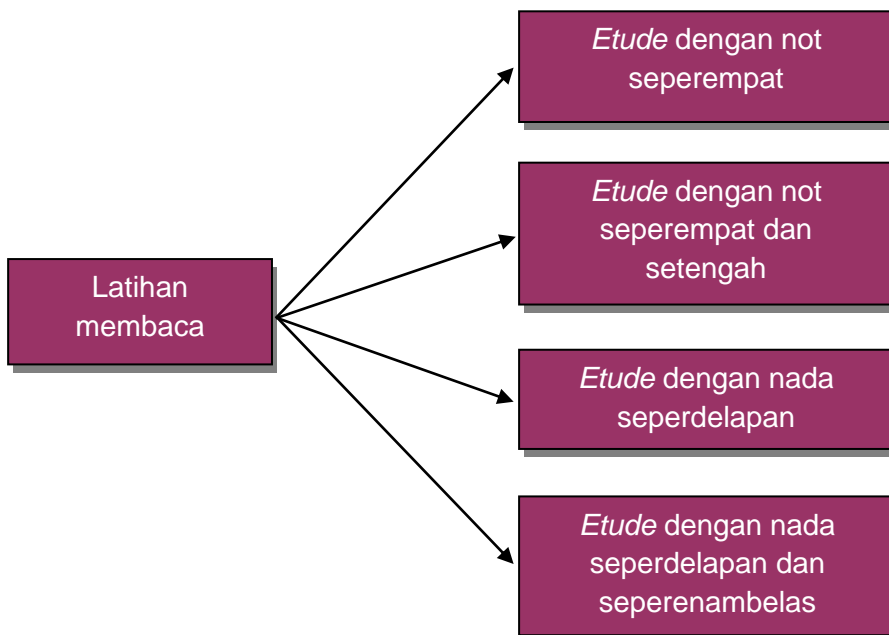 Etude dengan not
seperempat
Etude dengan not
seperempat dan
setengah
Latihan
membaca
Etude dengan nada
seperdelapan
Etude dengan nada
seperdelapan dan
seperenambelas